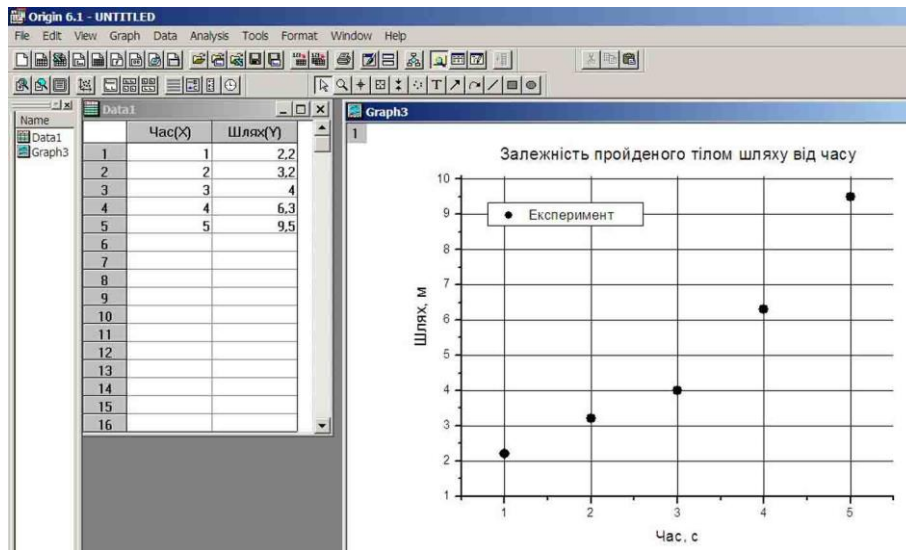 Origin 6.1 - UNTITLED
File Edit View Graph Data Analysis Tools Format Window Help
Name
Data1
Graph3
Data1
Час(X) Шлях(Y)
1 1 2,2
2 2 3,2
3 3 4
4 4 6,3
5 5 9,5
6
7
8
9
10
11
12
13
14
15
16
Graph3
1
Залежність пройденого тілом шляху від часу
Експеримент
10
9
8
7
6
5
4
3
2
1
Шлях, м
1 2 3 4 5
Час, с